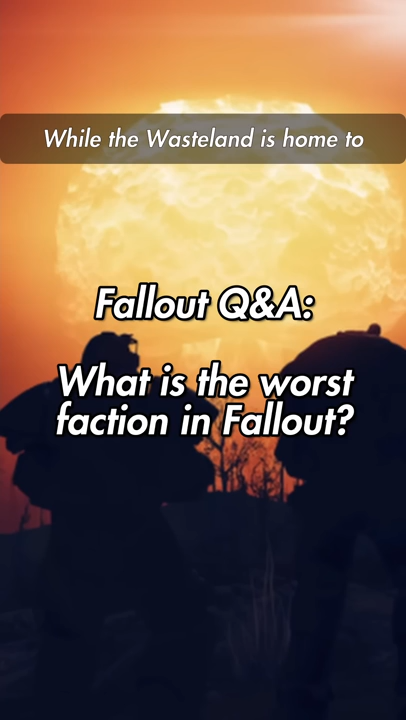 While the Wasteland is home to
Fallout Q&A:
What is the worst
faction in Fallout?